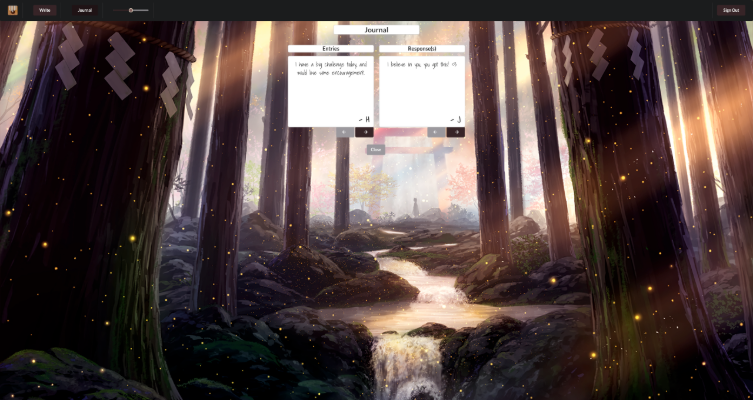 Write
Journal
Sign Out
Journal
Entries
Response(s)
I have a big challenge today and
would love some encouragement.
~ H
I believe in you, you got this! <3
~ J
Close